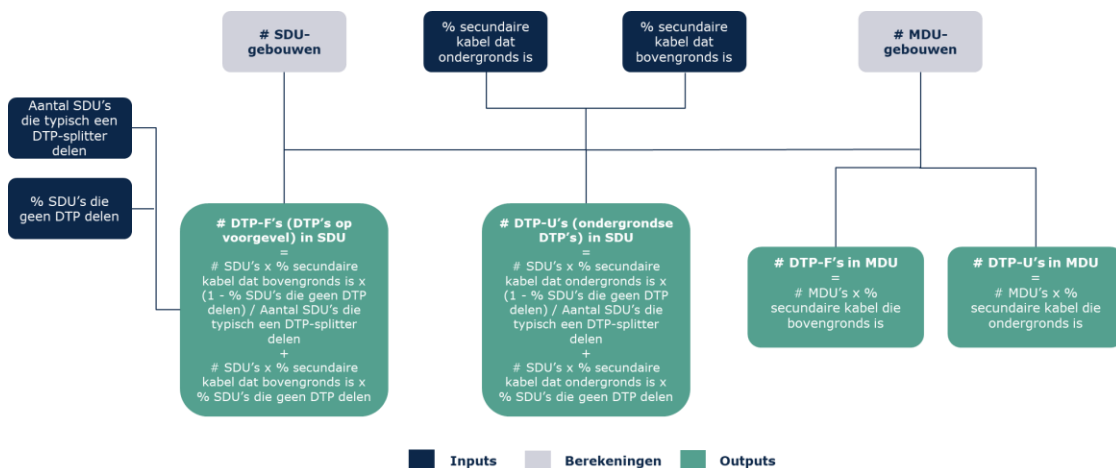 # SDU-
gebouwen
% secundaire
kabel dat
ondergronds is
% secundaire
kabel dat
bovengronds is
# MDU-
gebouwen
Aantal SDU's
die typisch een
DTP-splitter
delen
% SDU's die
geen DTP delen
# DTP-F's (DTP's op
voorgevel) in SDU
=
# SDU's x % secundaire
kabel dat bovengronds is x
(1 - % SDU's die geen DTP
delen) / Aantal SDU's die
typisch een DTP-splitter
delen
+
# SDU's x % secundaire
kabel dat bovengronds is x
% SDU's die geen DTP delen
# DTP-U's (ondergrondse
DTP's) in SDU
=
# SDU's x % secundaire
kabel dat ondergronds is x
(1 - % SDU's die geen DTP
delen) / Aantal SDU's die
typisch een DTP-splitter
delen
+
# SDU's x % secundaire
kabel dat ondergronds is x
% SDU's die geen DTP delen
# DTP-F's in MDU
=
# MDU's x %
secundaire kabel die
bovengronds is
# DTP-U's in MDU
=
# MDU's x %
secundaire kabel die
ondergronds is
Inputs
Berekeningen
Outputs